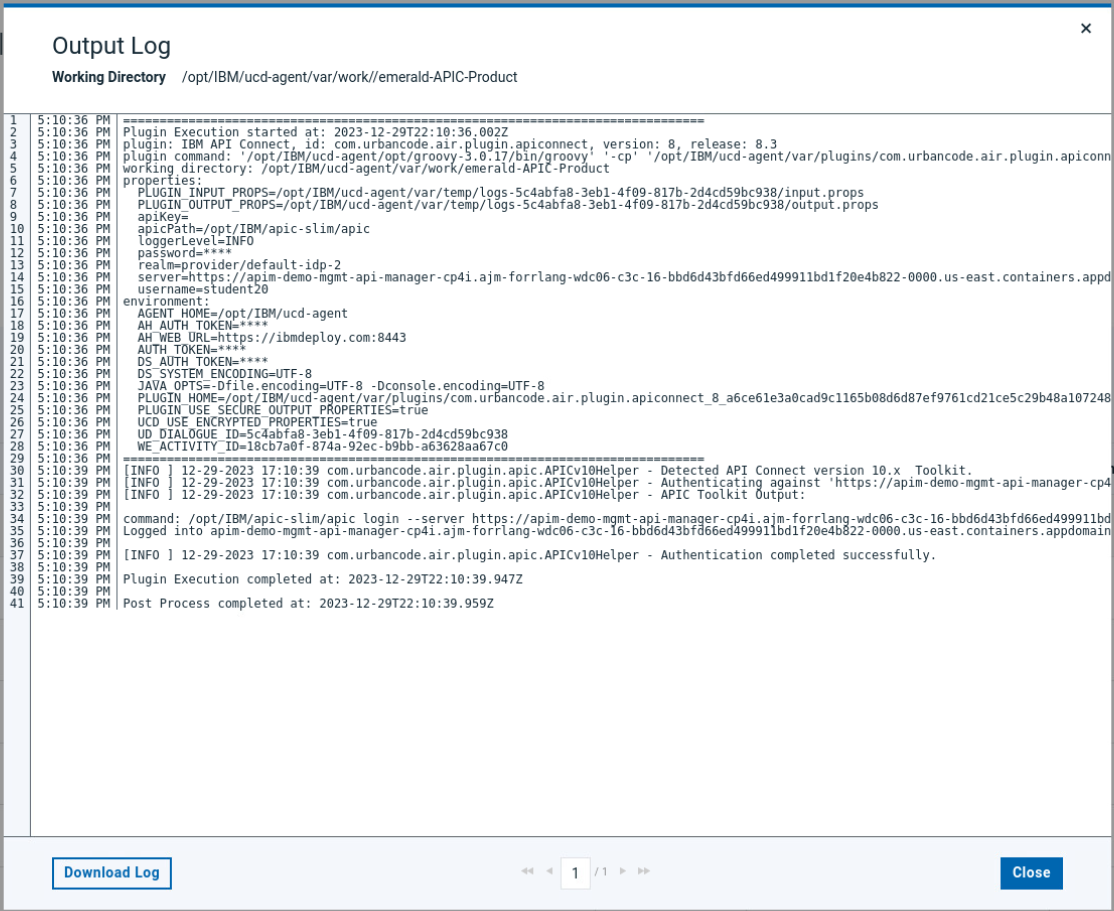 Output Log
Working Directory /opt/IBM/ucd-agent/var/work//emerald-APIC-Product
1 5:10:36 PM ================================================================================
2 5:10:36 PM Plugin Execution started at: 2023-12-29T22:10:36.002Z
3 5:10:36 PM plugin: IBM API Connect, id: com.urbancode.air.plugin.apiconnect, version: 8, release: 8.3
4 5:10:36 PM plugin command: '/opt/IBM/ucd-agent/opt/groovy-3.0.17/bin/groovy' '-cp' '/opt/IBM/ucd-agent/var/plugins/com.urbancode.air.plugin.apiconn
5 5:10:36 PM working directory: /opt/IBM/ucd-agent/var/work/emerald-APIC-Product
6 5:10:36 PM properties:
7 5:10:36 PM PLUGIN_INPUT_PROPS=/opt/IBM/ucd-agent/var/temp/logs-5c4abfa8-3eb1-4f09-817b-2d4cd59bc938/input.props
8 5:10:36 PM PLUGIN_OUTPUT_PROPS=/opt/IBM/ucd-agent/var/temp/logs-5c4abfa8-3eb1-4f09-817b-2d4cd59bc938/output.props
9 5:10:36 PM apiKey=
10 5:10:36 PM apicPath=/opt/IBM/apic-slim/apic
11 5:10:36 PM loggerLevel=INFO
12 5:10:36 PM password=****
13 5:10:36 PM realm=provider/default-idp-2
14 5:10:36 PM server=https://apim-demo-mgmt-api-manager-cp4i.ajm-forrlang-wdc06-c3c-16-bbd6d43bfd66ed499911bd1f20e4b822-0000.us-east.containers.appd
15 5:10:36 PM username=student20
16 5:10:36 PM environment:
17 5:10:36 PM AGENT_HOME=/opt/IBM/ucd-agent
18 5:10:36 PM AH_AUTH_TOKEN=****
19 5:10:36 PM AH_WEB_URL=https://ibmdeploy.com:8443
20 5:10:36 PM AUTH_TOKEN=****
21 5:10:36 PM DS_AUTH_TOKEN=****
22 5:10:36 PM DS_SYSTEM_ENCODING=UTF-8
23 5:10:36 PM JAVA_OPTS=-Dfile.encoding=UTF-8 -Dconsole.encoding=UTF-8
24 5:10:36 PM PLUGIN_HOME=/opt/IBM/ucd-agent/var/plugins/com.urbancode.air.plugin.apiconnect_8_a6ce61e3a0cad9c1165b08d6d87ef9761cd21ce5c29b48a107248
25 5:10:36 PM PLUGIN_USE_SECURE_OUTPUT_PROPERTIES=true
26 5:10:36 PM UCD_USE_ENCRYPTED_PROPERTIES=true
27 5:10:36 PM UD_DIALOGUE_ID=5c4abfa8-3eb1-4f09-817b-2d4cd59bc938
28 5:10:36 PM WE_ACTIVITY_ID=18cb7a0f-874a-92ec-b9bb-a63628aa67c0
29 5:10:36 PM ================================================================================
30 5:10:39 PM [INFO ] 12-29-2023 17:10:39 com.urbancode.air.plugin.apic.APICv10Helper - Detected API Connect version 10.x  Toolkit.
31 5:10:39 PM [INFO ] 12-29-2023 17:10:39 com.urbancode.air.plugin.apic.APICv10Helper - Authenticating against 'https://apim-demo-mgmt-api-manager-cp4
32 5:10:39 PM [INFO ] 12-29-2023 17:10:39 com.urbancode.air.plugin.apic.APICv10Helper - APIC Toolkit Output:
33 5:10:39 PM
34 5:10:39 PM command: /opt/IBM/apic-slim/apic login --server https://apim-demo-mgmt-api-manager-cp4i.ajm-forrlang-wdc06-c3c-16-bbd6d43bfd66ed499911bd
35 5:10:39 PM Logged into apim-demo-mgmt-api-manager-cp4i.ajm-forrlang-wdc06-c3c-16-bbd6d43bfd66ed499911bd1f20e4b822-0000.us-east.containers.appdomain
36 5:10:39 PM
37 5:10:39 PM [INFO ] 12-29-2023 17:10:39 com.urbancode.air.plugin.apic.APICv10Helper - Authentication completed successfully.
38 5:10:39 PM
39 5:10:39 PM Plugin Execution completed at: 2023-12-29T22:10:39.947Z
40 5:10:39 PM
41 5:10:39 PM Post Process completed at: 2023-12-29T22:10:39.959Z
Download Log 1 / 1 Close